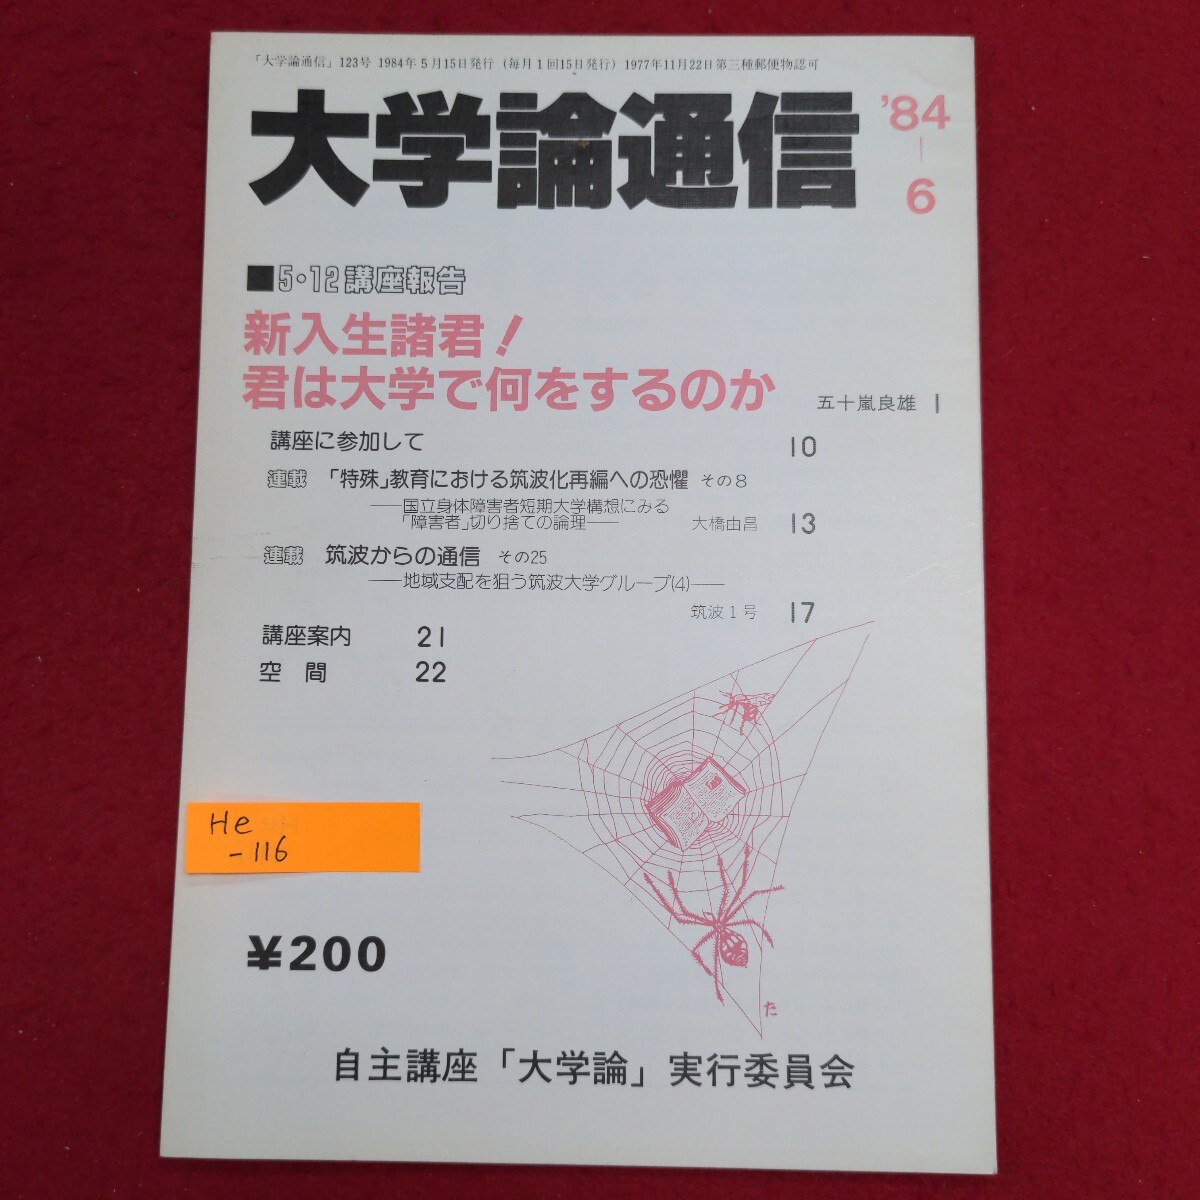 「大学論通信」123号 1984年5月15日発行（毎月1回15日発行）1977年11月22日第三種郵便物認可
大学論通信
'84
6
■5・12講座報告
新入生諸君!
君は大学で何をするのか 五十嵐良雄 1
講座に参加して 10
連載 「特殊」教育における筑波化再編への恐懼 その8
――国立身体障害者短期大学構想にみる
「障害者」切り捨ての論理―― 大橋由昌 13
連載 筑波からの通信 その25
――地域支配を狙う筑波大学グループ(4)――
筑波1号 17
講座案内 21
空間 22
He
-116
¥200
た
自主講座「大学論」実行委員会